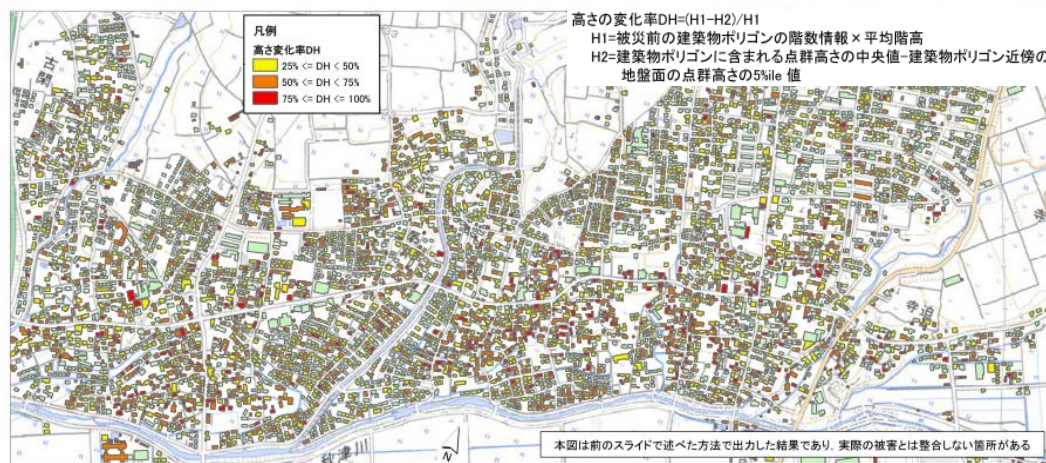 高さの変化率DH=(H1-H2)/H1
H1=被災前の建築物ポリゴンの階数情報×平均階高
H2=建築物ポリゴンに含まれる点群高さの中央値-建築物ポリゴン近傍の
地盤面の点群高さの5%ile 値
凡例
高さ変化率DH
25% <= DH < 50%
50% <= DH < 75%
75% <= DH <= 100%
古閑
寺迫
秋津川
N
本図は前のスライドで述べた方法で出力した結果であり，実際の被害とは整合しない箇所がある